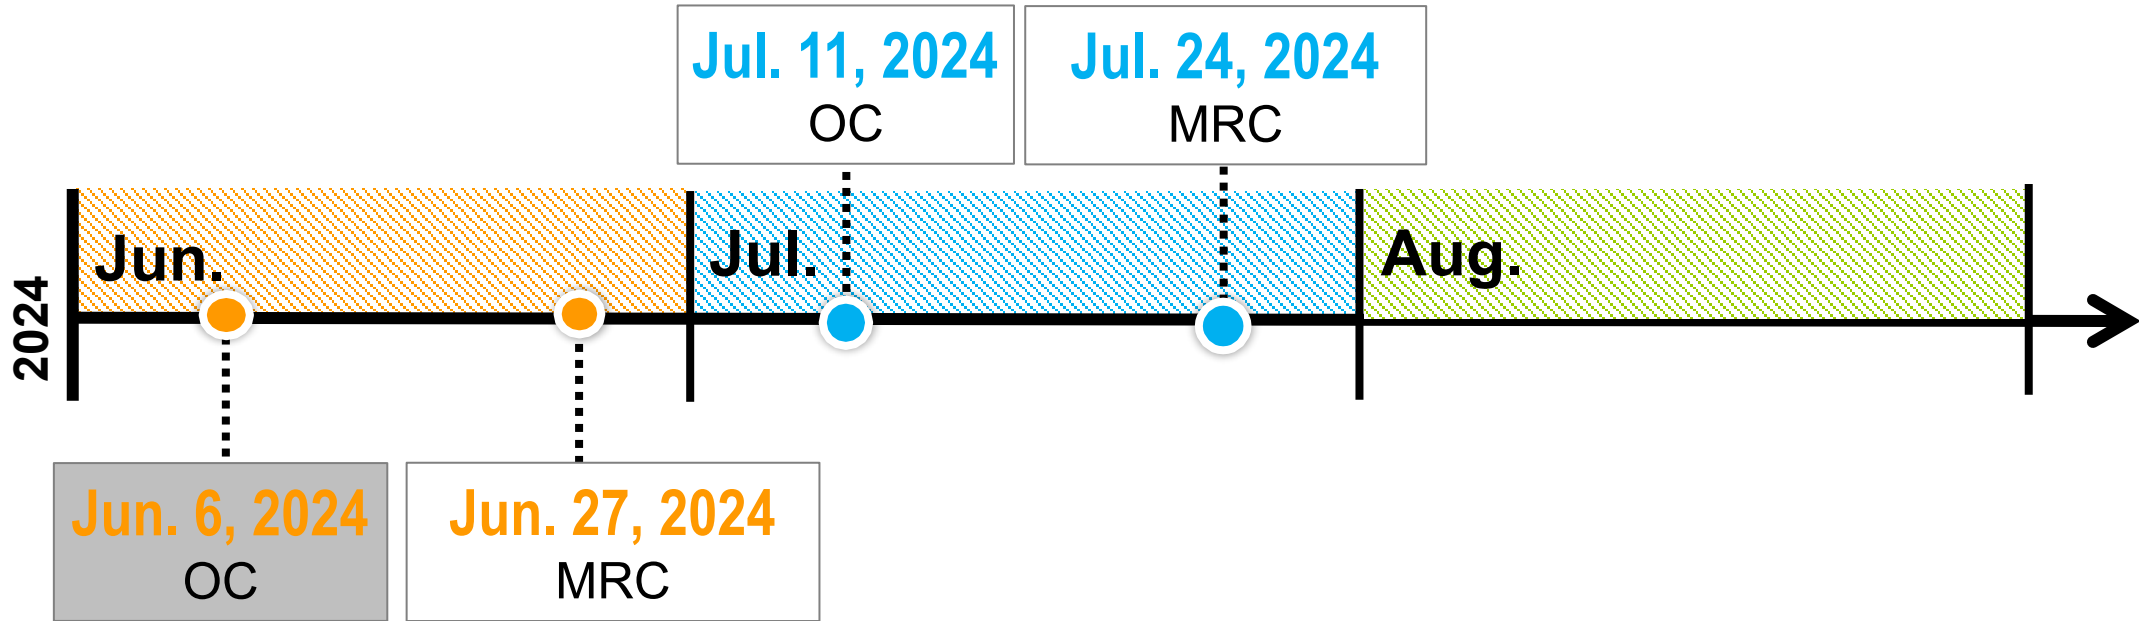 Jul. 11, 2024
OC
Jul. 24, 2024
MRC
2024
Jun.
Jul.
Aug.
Jun. 6, 2024
OC
Jun. 27, 2024
MRC